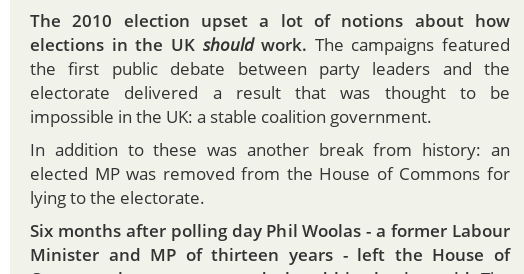 The 2010 election upset a lot of notions about how
elections in the UK should work. The campaigns featured
the first public debate between party leaders and the
electorate delivered a result that was thought to be
impossible in the UK: a stable coalition government.
In addition to these was another break from history: an
elected MP was removed from the House of Commons for
lying to the electorate.
Six months after polling day Phil Woolas - a former Labour
Minister and MP of thirteen years - left the House of